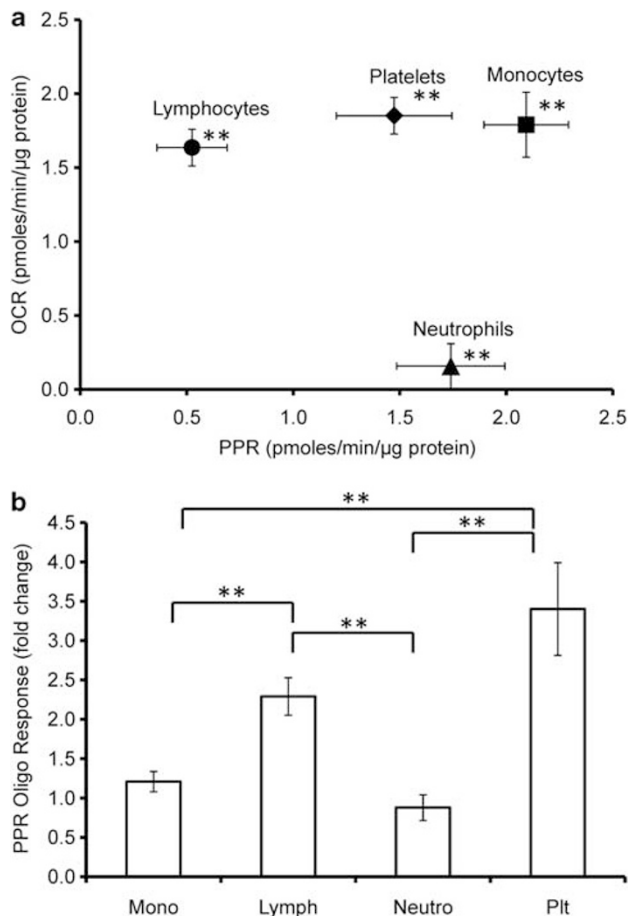 a
OCR (pmoles/min/µg protein)
2.5
2.0
1.5
1.0
0.5
0.0
Platelets
**
Monocytes
**
Lymphocytes
**
Neutrophils
**
0.0 0.5 1.0 1.5 2.0 2.5
PPR (pmoles/min/µg protein)
b
PPR Oligo Response (fold change)
4.5
4.0
3.5
3.0
2.5
2.0
1.5
1.0
0.5
0.0
**
**
**
**
Mono Lymph Neutro Plt